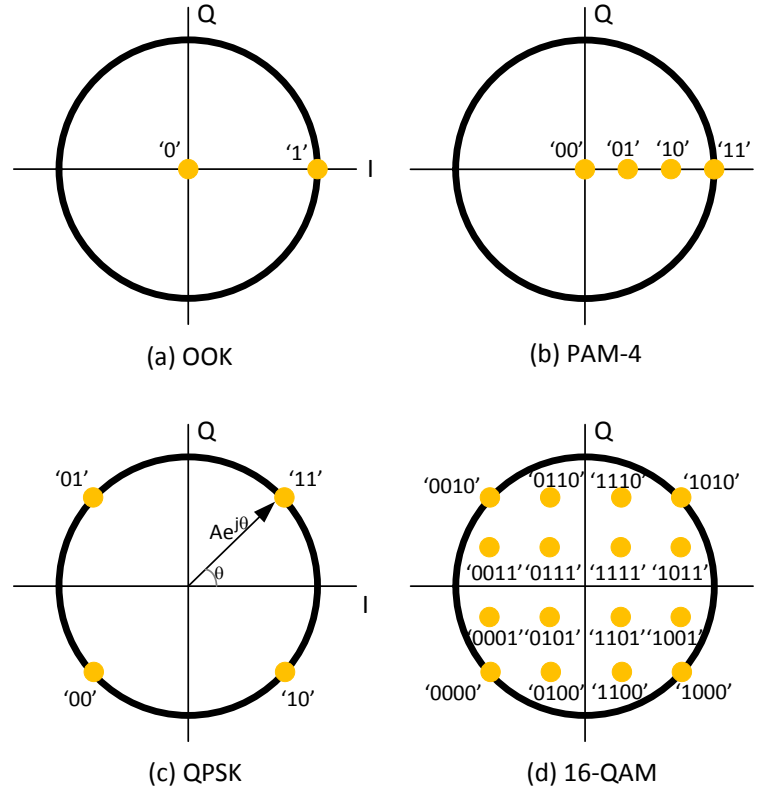 Q
‘0’
‘1’
I
(a) OOK
Q
‘00’
‘01’
‘10’
‘11’
(b) PAM-4
Q
‘01’
‘11’
Ae^jθ
θ
I
‘00’
‘10’
(c) QPSK
Q
‘0010’ ‘0110’ ‘1110’ ‘1010’
‘0011’ ‘0111’ ‘1111’ ‘1011’
‘0001’ ‘0101’ ‘1101’ ‘1001’
‘0000’ ‘0100’ ‘1100’ ‘1000’
(d) 16-QAM